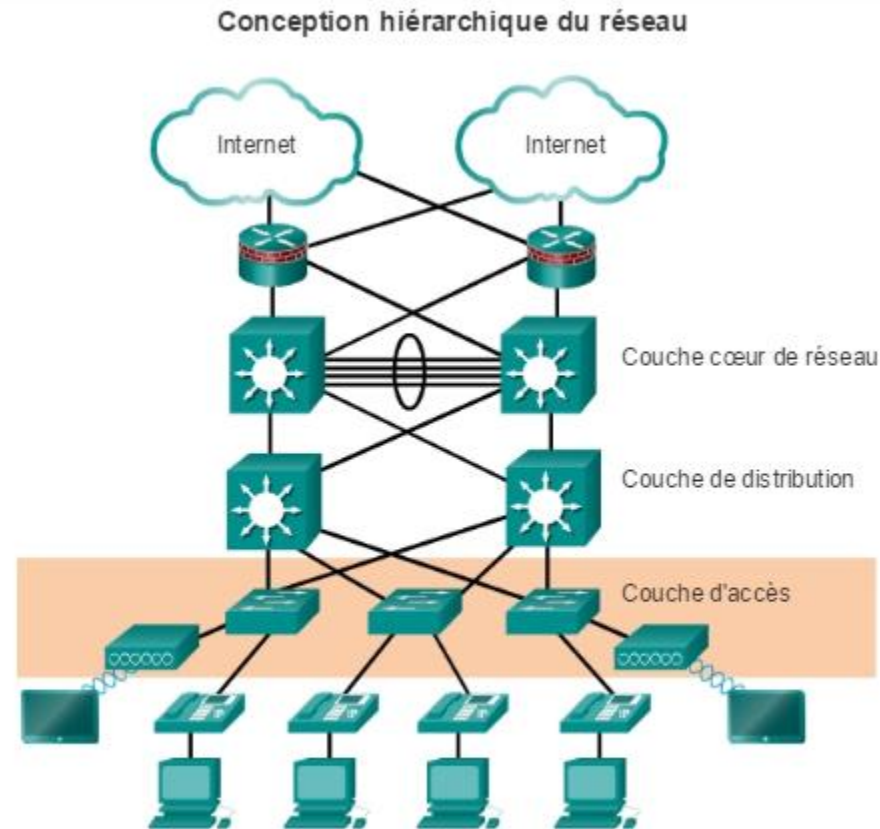 Conception hiérarchique du réseau
Internet
Internet
Couche cœur de réseau
Couche de distribution
Couche d'accès